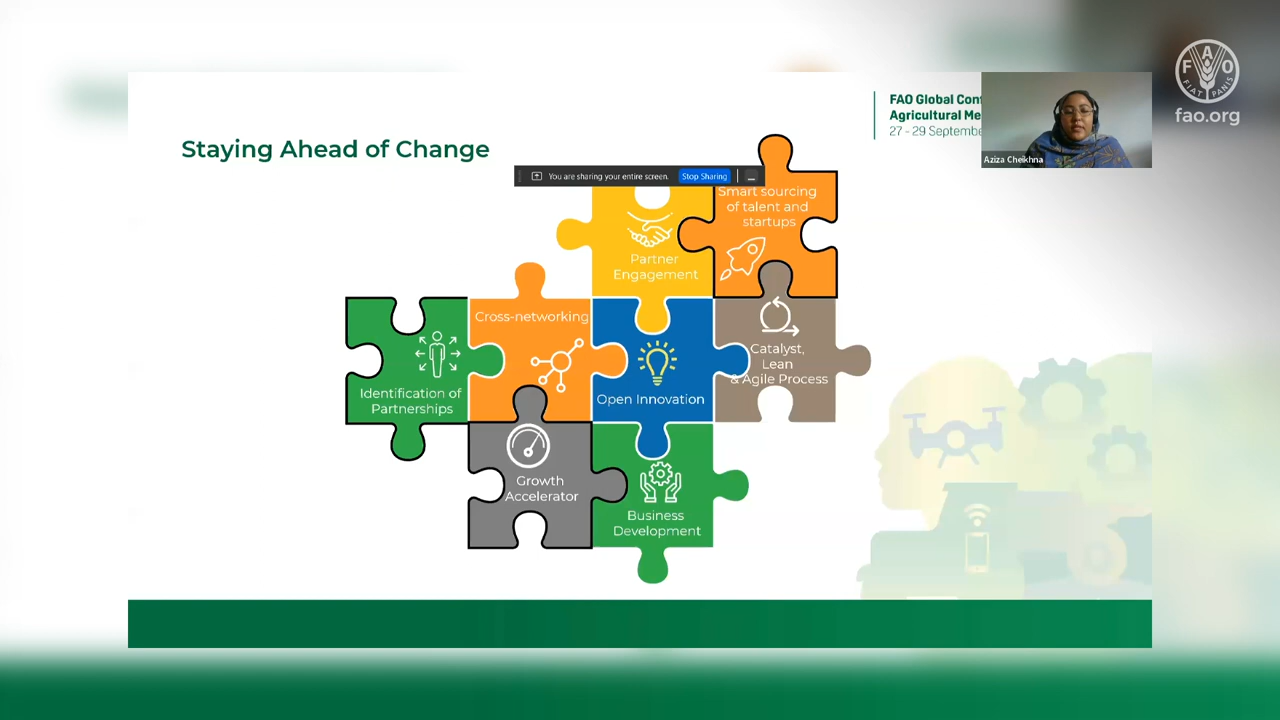 FAO
FIAT PANIS
fao.org
FAO Global Con
Agricultural Me
27 - 29 Septembe
Aziza Cheikhna
Staying Ahead of Change
You are sharing your entire screen.
Stop Sharing
Smart sourcing
of talent and
startups
Partner
Engagement
Cross-networking
Catalyst,
Lean
& Agile Process
Identification of
Partnerships
Open Innovation
Growth
Accelerator
Business
Development